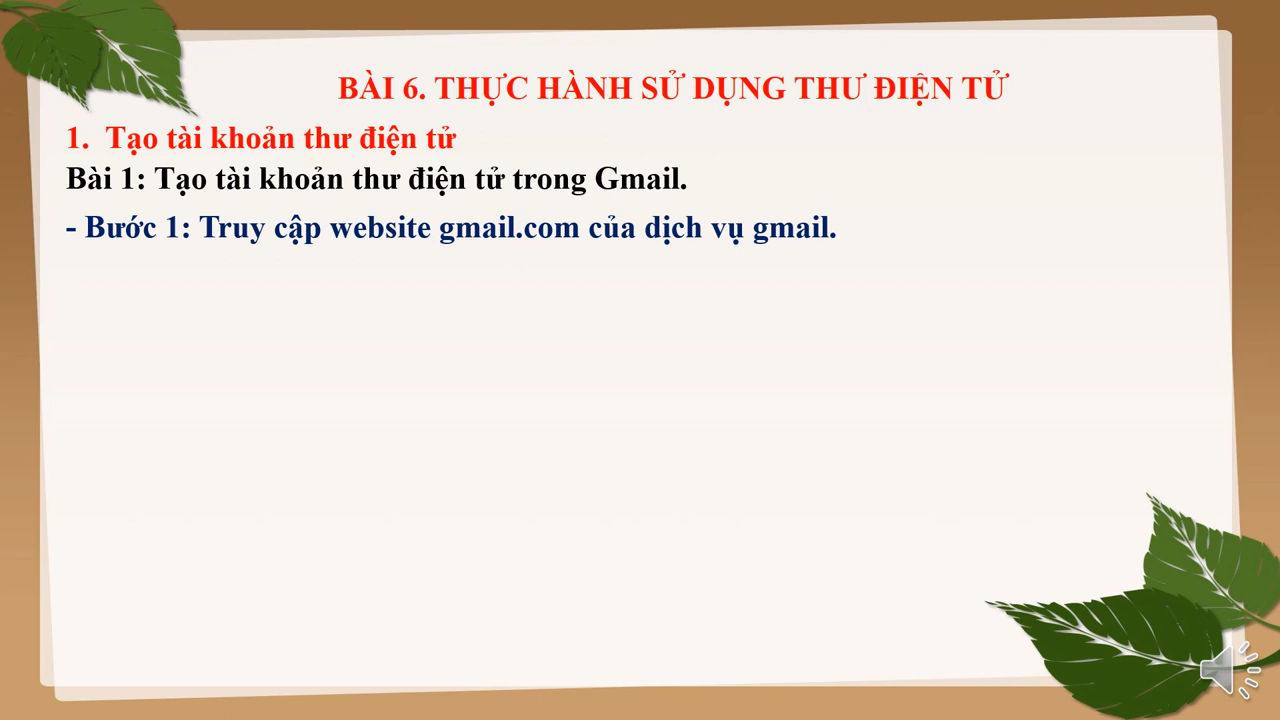 BÀI 6. THỰC HÀNH SỬ DỤNG THƯ ĐIỆN TỬ
1. Tạo tài khoản thư điện tử
Bài 1: Tạo tài khoản thư điện tử trong Gmail.
- Bước 1: Truy cập website gmail.com của dịch vụ gmail.